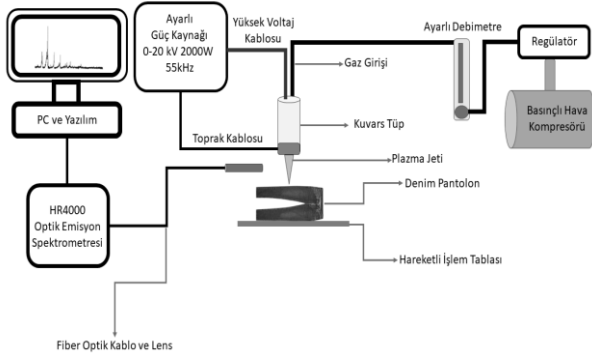 Ayarlı
Güç Kaynağı
0-20 kV 2000W
55kHz
Yüksek Voltaj
Kablosu
Ayarlı Debimetre
Regülatör
Gaz Girişi
PC ve Yazılım
Toprak Kablosu
Kuvars Tüp
Basınçlı Hava
Kompresörü
Plazma Jeti
Denim Pantolon
HR4000
Optik Emisyon
Spektrometresi
Hareketli İşlem Tablası
Fiber Optik Kablo ve Lens